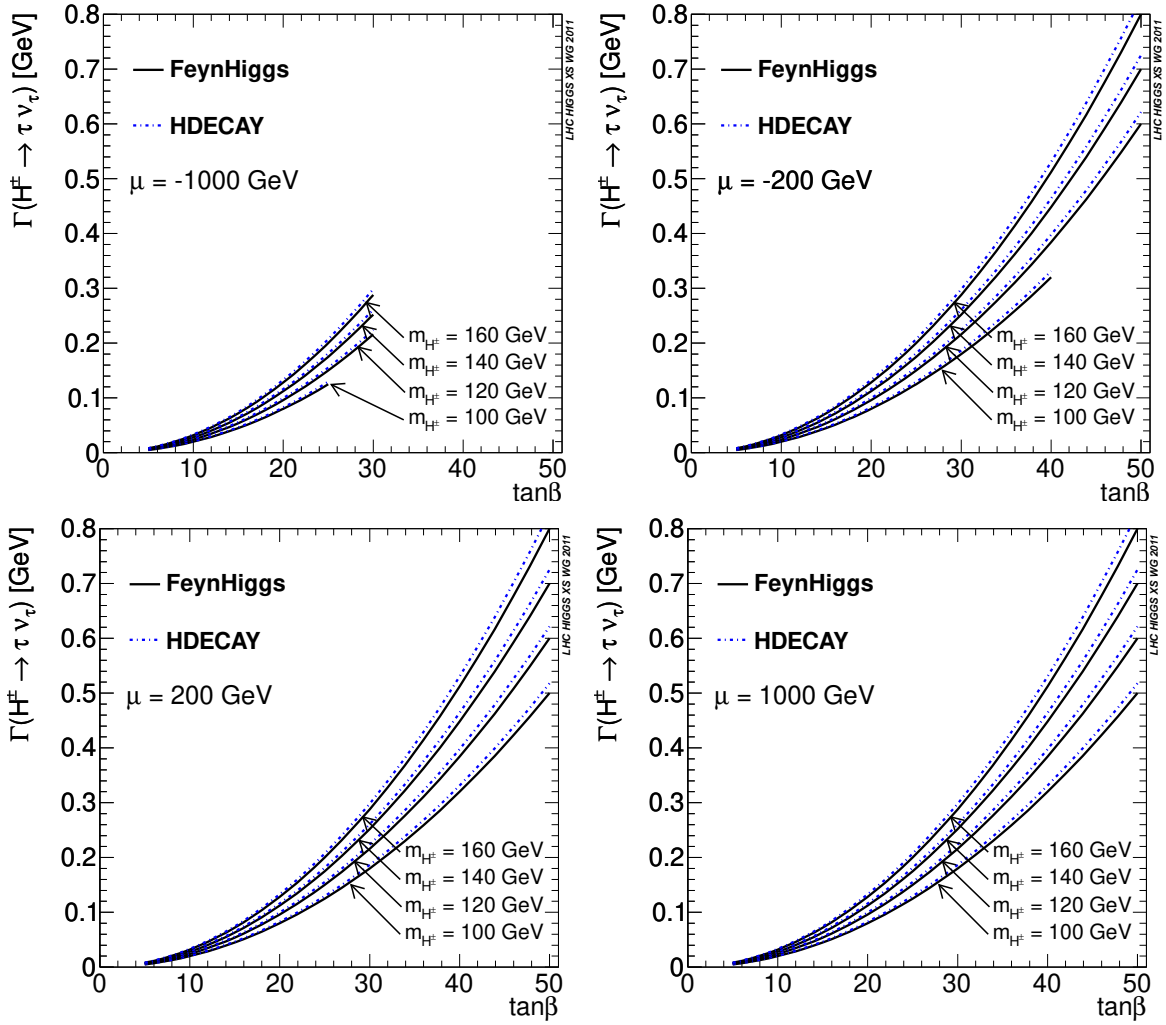 Γ(H± → τ ντ) [GeV]
0.8
0.7
0.6
0.5
0.4
0.3
0.2
0.1
0
FeynHiggs
HDECAY
μ = -1000 GeV
mH± = 160 GeV
mH± = 140 GeV
mH± = 120 GeV
mH± = 100 GeV
0 10 20 30 40 50
tanβ
LHC HIGGS XS WG 2011
Γ(H± → τ ντ) [GeV]
0.8
0.7
0.6
0.5
0.4
0.3
0.2
0.1
0
FeynHiggs
HDECAY
μ = -200 GeV
mH± = 160 GeV
mH± = 140 GeV
mH± = 120 GeV
mH± = 100 GeV
0 10 20 30 40 50
tanβ
LHC HIGGS XS WG 2011
Γ(H± → τ ντ) [GeV]
0.8
0.7
0.6
0.5
0.4
0.3
0.2
0.1
0
FeynHiggs
HDECAY
μ = 200 GeV
mH± = 160 GeV
mH± = 140 GeV
mH± = 120 GeV
mH± = 100 GeV
0 10 20 30 40 50
tanβ
LHC HIGGS XS WG 2011
Γ(H± → τ ντ) [GeV]
0.8
0.7
0.6
0.5
0.4
0.3
0.2
0.1
0
FeynHiggs
HDECAY
μ = 1000 GeV
mH± = 160 GeV
mH± = 140 GeV
mH± = 120 GeV
mH± = 100 GeV
0 10 20 30 40 50
tanβ
LHC HIGGS XS WG 2011